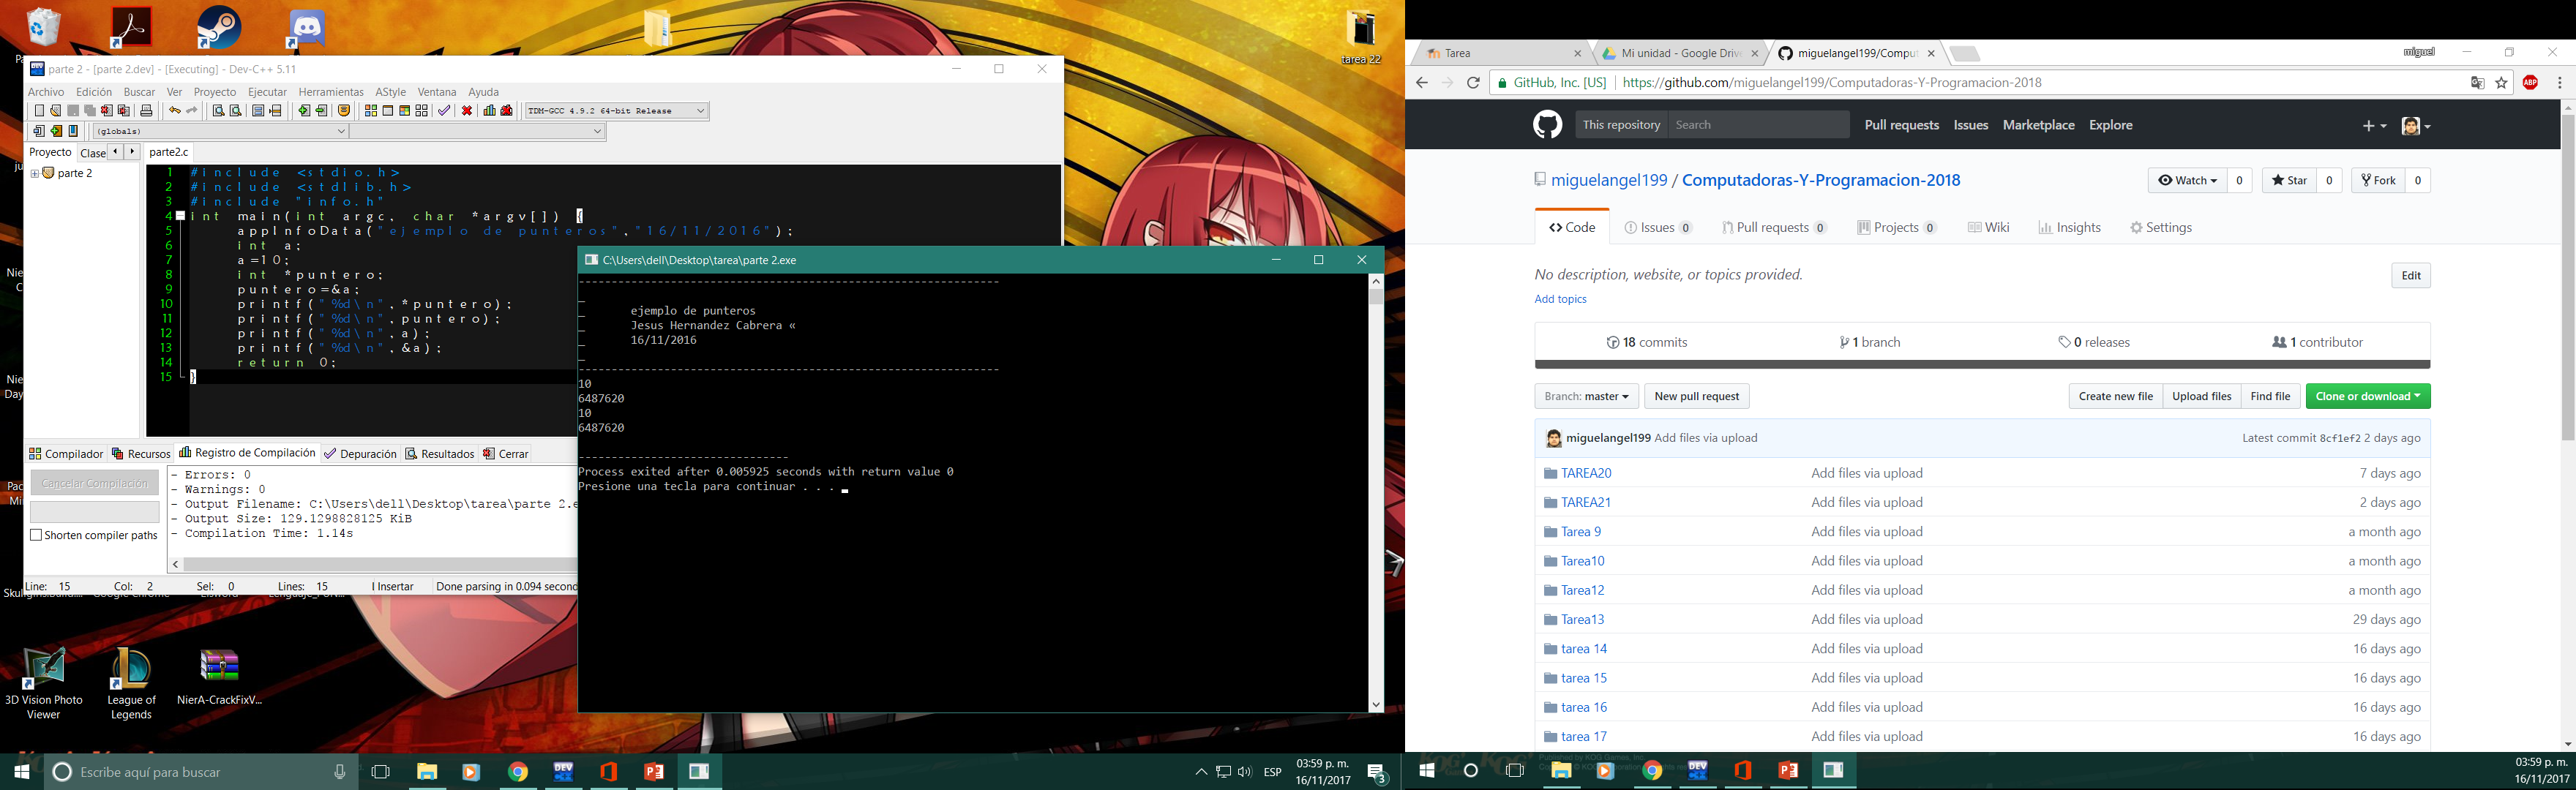 tarea 22
parte 2 - [parte 2.dev] - [Executing] - Dev-C++ 5.11
Archivo Edición Buscar Ver Proyecto Ejecutar Herramientas AStyle Ventana Ayuda
TDM-GCC 4.9.2 64-bit Release
(globals)
Proyecto Clase parte2.c
parte 2
1 #include <stdio.h>
2 #include <stdlib.h>
3 #include "info.h"
4 int main(int argc, char *argv[]) {
5 appInfoData("ejemplo de punteros","16/11/2016");
6 int a;
7 a=10;
8 int *puntero;
9 puntero=&a;
10 printf("%d\n",*puntero);
11 printf("%d\n",puntero);
12 printf("%d\n",a);
13 printf("%d\n",&a);
14 return 0;
15 }
Compilador Recursos Registro de Compilación Depuración Resultados Cerrar
Cancelar Compilación
Shorten compiler paths
- Errors: 0
- Warnings: 0
- Output Filename: C:\Users\dell\Desktop\tarea\parte 2.e
- Output Size: 129.1298828125 KiB
- Compilation Time: 1.14s
Line: 15 Col: 2 Sel: 0 Lines: 15 Insertar Done parsing in 0.094 second
C:\Users\dell\Desktop\tarea\parte 2.exe
ejemplo de punteros
Jesus Hernandez Cabrera «
16/11/2016
10
6487620
10
6487620
--------------------------------
Process exited after 0.005925 seconds with return value 0
Presione una tecla para continuar . . .
3D Vision Photo Viewer
League of Legends
NierA-CrackFixV...
Escribe aquí para buscar
ESP
03:59 p. m.
16/11/2017
3
Tarea
Mi unidad - Google Drive
miguelangel199/Comput
miguel
GitHub, Inc. [US] https://github.com/miguelangel199/Computadoras-Y-Programacion-2018
ABP
This repository Search Pull requests Issues Marketplace Explore
miguelangel199 / Computadoras-Y-Programacion-2018
Watch 0 Star 0 Fork 0
Code Issues 0 Pull requests 0 Projects 0 Wiki Insights Settings
No description, website, or topics provided.
Edit
Add topics
18 commits 1 branch 0 releases 1 contributor
Branch: master New pull request Create new file Upload files Find file Clone or download
miguelangel199 Add files via upload Latest commit 8cf1ef2 2 days ago
TAREA20 Add files via upload 7 days ago
TAREA21 Add files via upload 2 days ago
Tarea 9 Add files via upload a month ago
Tarea10 Add files via upload a month ago
Tarea12 Add files via upload a month ago
Tarea13 Add files via upload 29 days ago
tarea 14 Add files via upload 16 days ago
tarea 15 Add files via upload 16 days ago
tarea 16 Add files via upload 16 days ago
tarea 17 Add files via upload 16 days ago
03:59 p. m.
16/11/2017